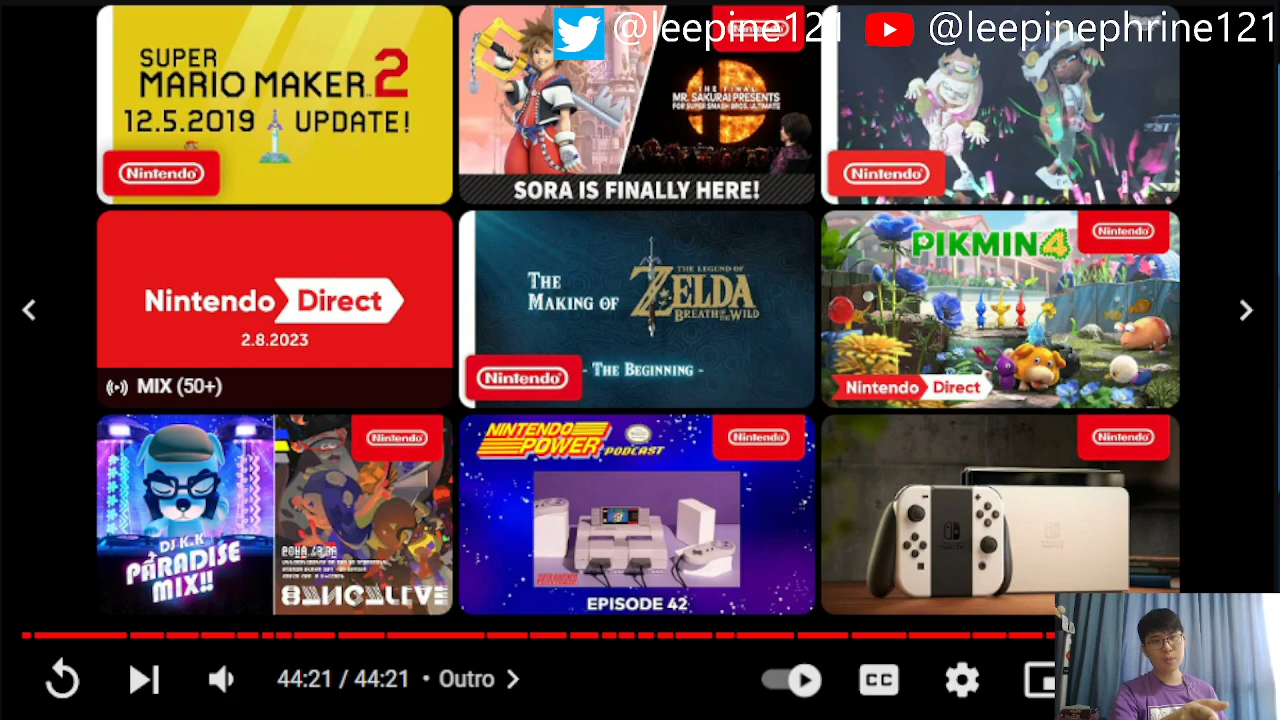 @leepine121
@leepinephrine121
SUPER
MARIO MAKER 2
12.5.2019 UPDATE!
Nintendo
Nintendo
THE FINAL
MR. SAKURAI PRESENTS
FOR SUPER SMASH BROS. ULTIMATE
SORA IS FINALLY HERE!
Nintendo
Nintendo Direct
2.8.2023
MIX (50+)
THE
MAKING OF
THE LEGEND OF
ZELDA
BREATH OF THE WILD
- THE BEGINNING -
Nintendo
PIKMIN 4
Nintendo
Nintendo Direct
DJ K.K
PARADISE
MIX!!
Nintendo
NINTENDO
POWER PODCAST
Nintendo
EPISODE 42
Nintendo
44:21 / 44:21 • Outro
CC